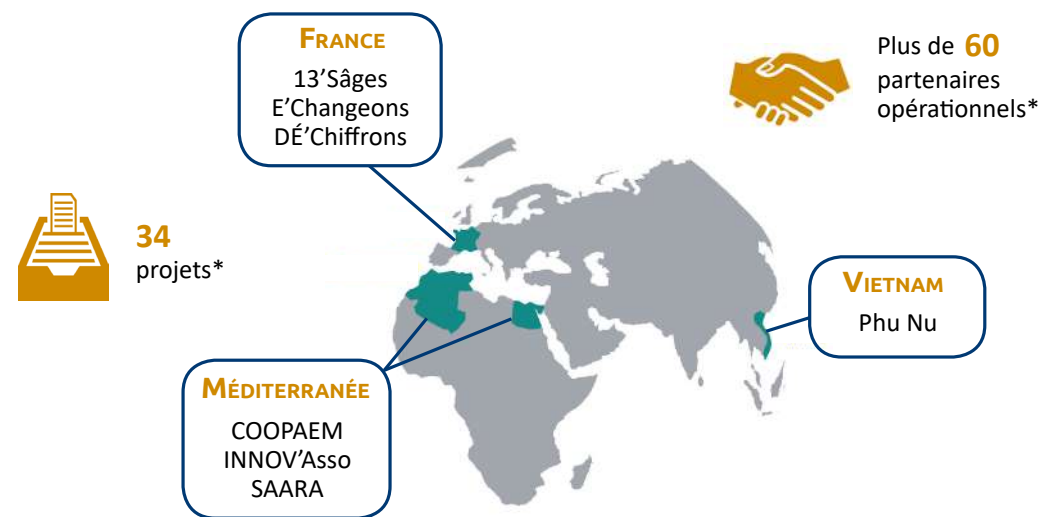 FRANCE
13’Sâges
E’Changeons
DÉ’Chiffrons
Plus de 60
partenaires
opérationnels*
34
projets*
VIETNAM
Phu Nu
MÉDITERRANÉE
COOPAEM
INNOV’Asso
SAARA